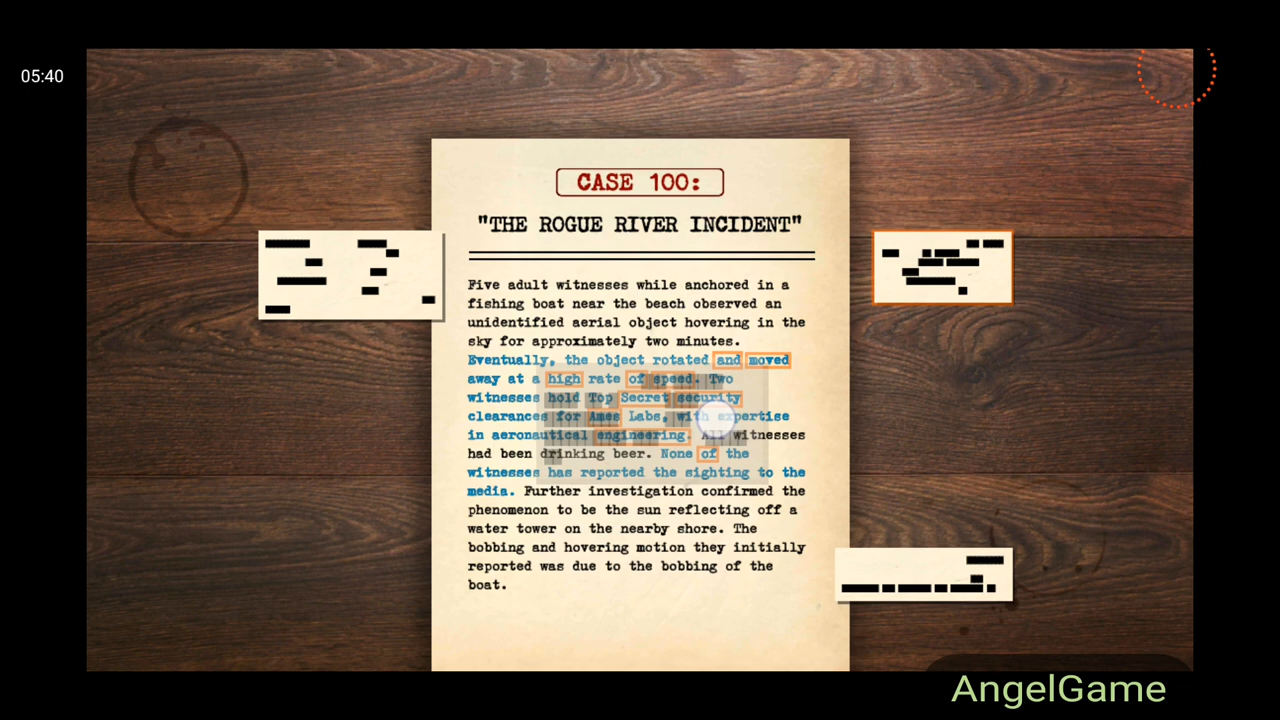 05:40
CASE 100:
"THE ROGUE RIVER INCIDENT"
Five adult witnesses while anchored in a
fishing boat near the beach observed an
unidentified aerial object hovering in the
sky for approximately two minutes.
Eventually, the object rotated and moved
away at a high rate of speed. Two
witnesses hold Top Secret security
clearances for Ames Labs, with expertise
in aeronautical engineering. All witnesses
had been drinking beer. None of the
witnesses has reported the sighting to the
media. Further investigation confirmed the
phenomenon to be the sun reflecting off a
water tower on the nearby shore. The
bobbing and hovering motion they initially
reported was due to the bobbing of the
boat.
AngelGame